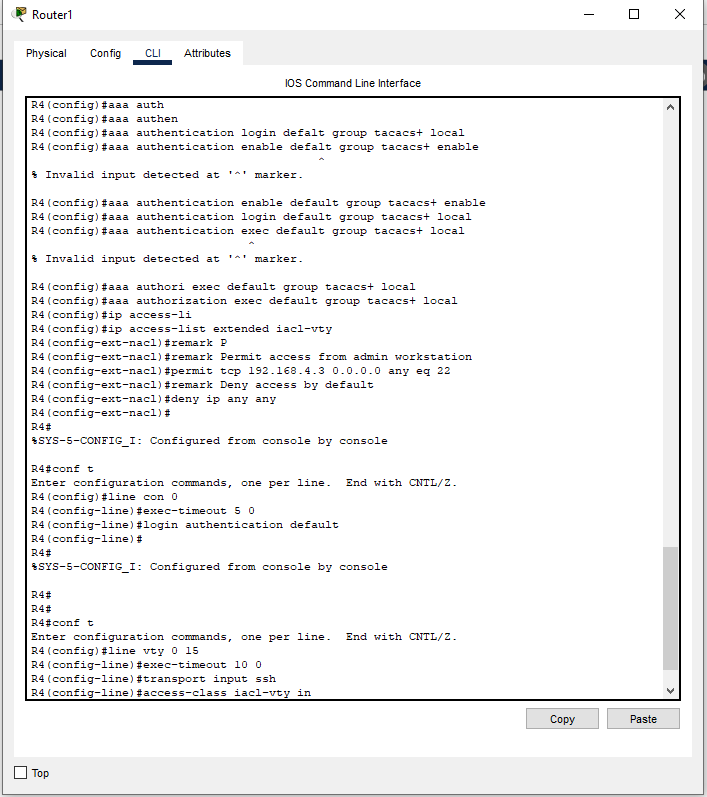 Router1
Physical Config CLI Attributes
IOS Command Line Interface
R4(config)#aaa auth
R4(config)#aaa authen
R4(config)#aaa authentication login defalt group tacacs+ local
R4(config)#aaa authentication enable defalt group tacacs+ enable
^
% Invalid input detected at '^' marker.
R4(config)#aaa authentication enable default group tacacs+ enable
R4(config)#aaa authentication login default group tacacs+ local
R4(config)#aaa authentication exec default group tacacs+ local
^
% Invalid input detected at '^' marker.
R4(config)#aaa authori exec default group tacacs+ local
R4(config)#aaa authorization exec default group tacacs+ local
R4(config)#ip access-li
R4(config)#ip access-list extended iacl-vty
R4(config-ext-nacl)#remark P
R4(config-ext-nacl)#remark Permit access from admin workstation
R4(config-ext-nacl)#permit tcp 192.168.4.3 0.0.0.0 any eq 22
R4(config-ext-nacl)#remark Deny access by default
R4(config-ext-nacl)#deny ip any any
R4(config-ext-nacl)#
R4#
%SYS-5-CONFIG_I: Configured from console by console
R4#conf t
Enter configuration commands, one per line. End with CNTL/Z.
R4(config)#line con 0
R4(config-line)#exec-timeout 5 0
R4(config-line)#login authentication default
R4(config-line)#
R4#
%SYS-5-CONFIG_I: Configured from console by console
R4#
R4#
R4#conf t
Enter configuration commands, one per line. End with CNTL/Z.
R4(config)#line vty 0 15
R4(config-line)#exec-timeout 10 0
R4(config-line)#transport input ssh
R4(config-line)#access-class iacl-vty in
Copy Paste
Top